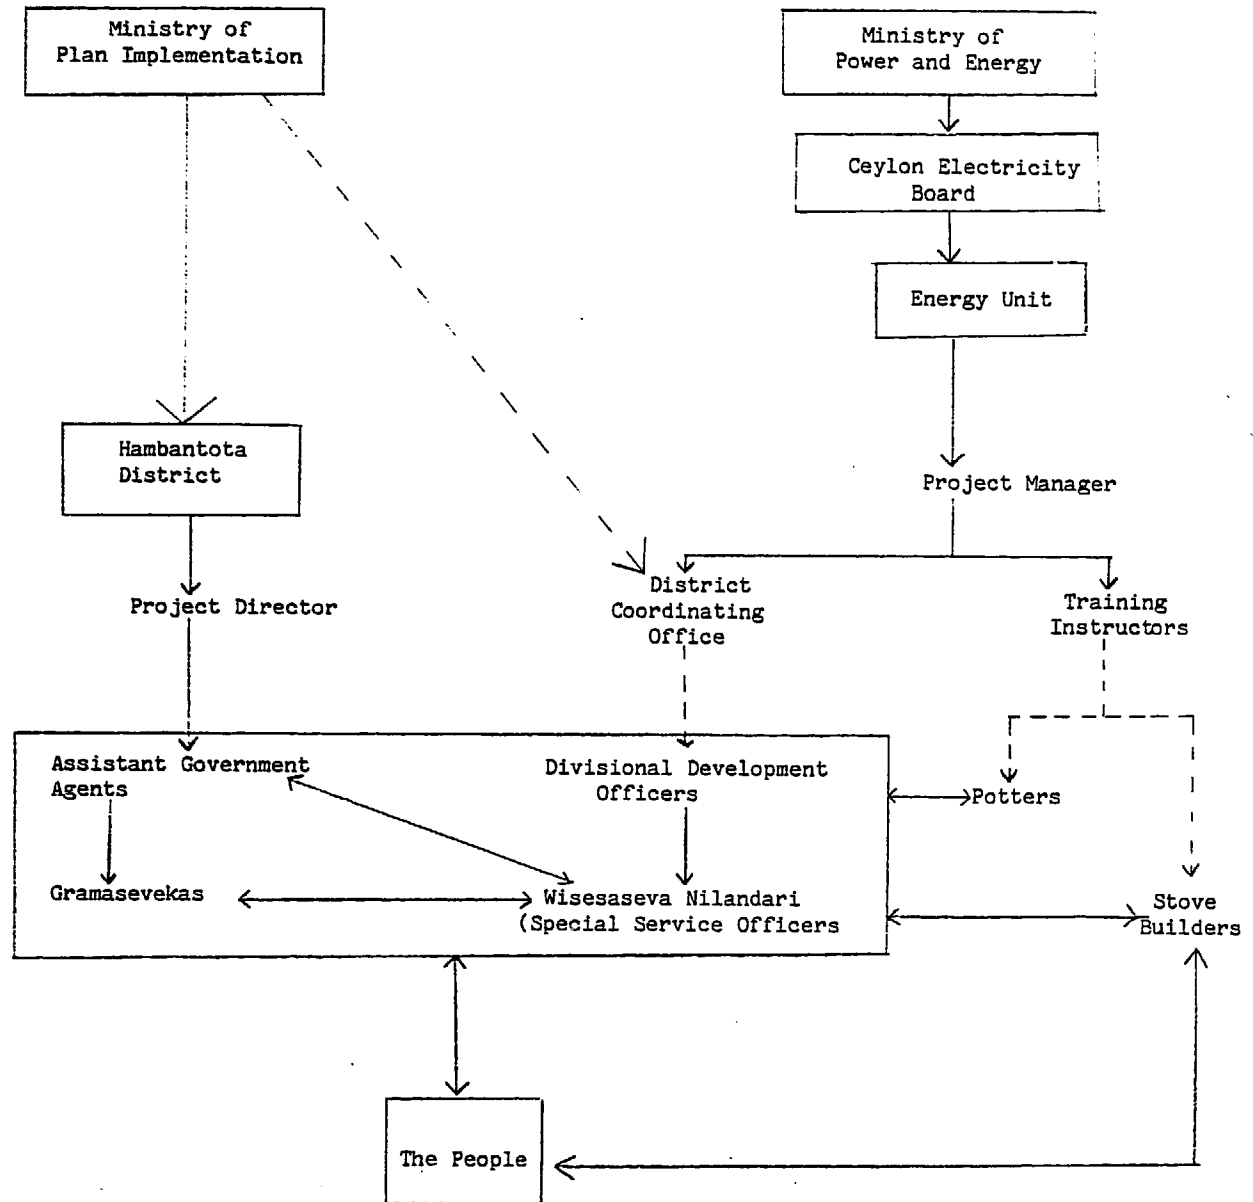 Ministry of
Plan Implementation
Ministry of
Power and Energy
Ceylon Electricity
Board
Energy Unit
Hambantota
District
Project Manager
Project Director
District
Coordinating
Office
Training
Instructors
Assistant Government
Agents
Divisional Development
Officers
Potters
Gramasevekas
Wisesaseva Nilandari
(Special Service Officers
Stove
Builders
The People